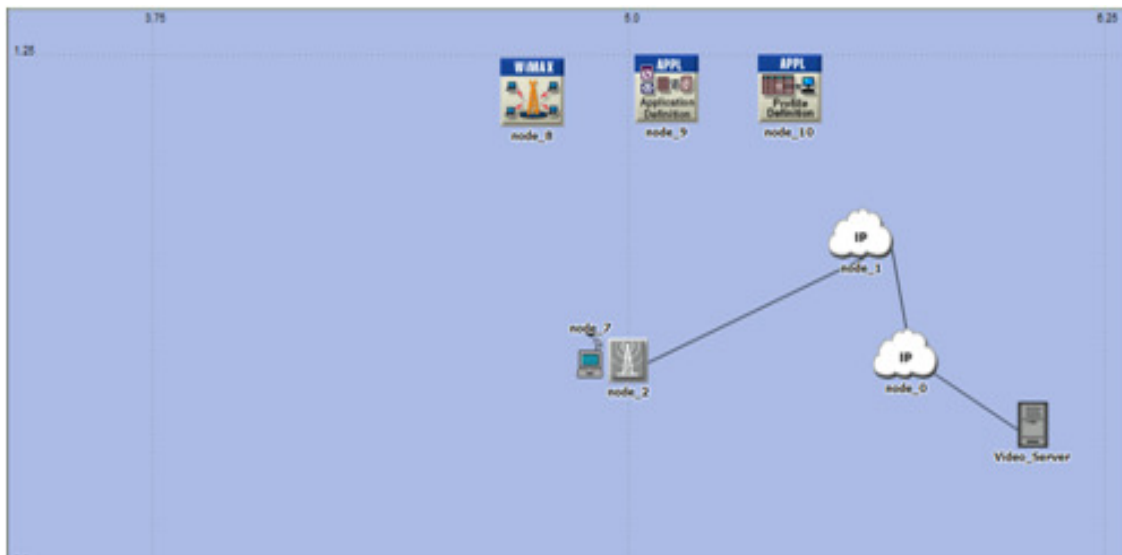 3.75 5.0 6.25
1.25
WiMAX APPL APPL
Application Definition Profile Definition
node_8 node_9 node_10
IP
node_1
node_7
IP
node_2 node_0
Video_Server